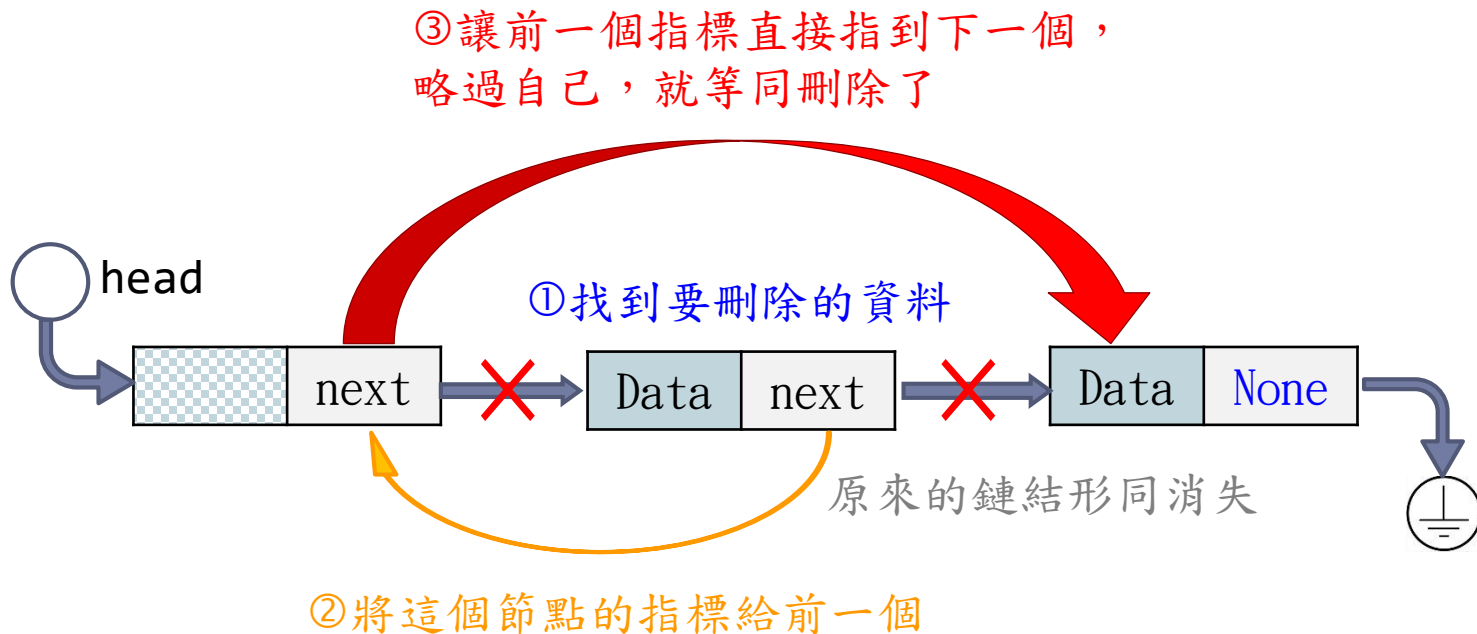 ③讓前一個指標直接指到下一個，
略過自己，就等同刪除了
head
①找到要刪除的資料
next
Data
next
Data
None
原來的鏈結形同消失
②將這個節點的指標給前一個